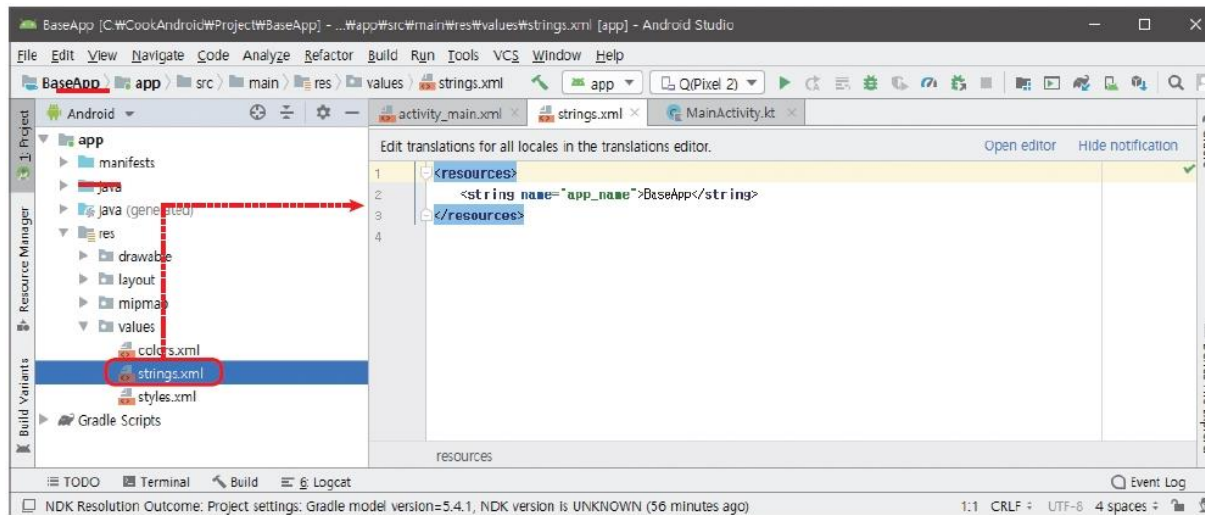 BaseApp [C:₩CookAndroid₩Project₩BaseApp] - ...₩app₩src₩main₩res₩values₩strings.xml [app] - Android Studio
File Edit View Navigate Code Analyze Refactor Build Run Tools VCS Window Help
BaseApp app src main res values strings.xml app Q(Pixel 2)
1: Project
Resource Manager
Build Variants
Android
app
manifests
java
java (generated)
res
drawable
layout
mipmap
values
colors.xml
strings.xml
styles.xml
Gradle Scripts
activity_main.xml strings.xml MainActivity.kt
Edit translations for all locales in the translations editor. Open editor Hide notification
1 <resources>
2 <string name="app_name">BaseApp</string>
3 </resources>
4
resources
TODO Terminal Build 6: Logcat Event Log
NDK Resolution Outcome: Project settings: Gradle model version=5.4.1, NDK version is UNKNOWN (56 minutes ago) 1:1 CRLF UTF-8 4 spaces